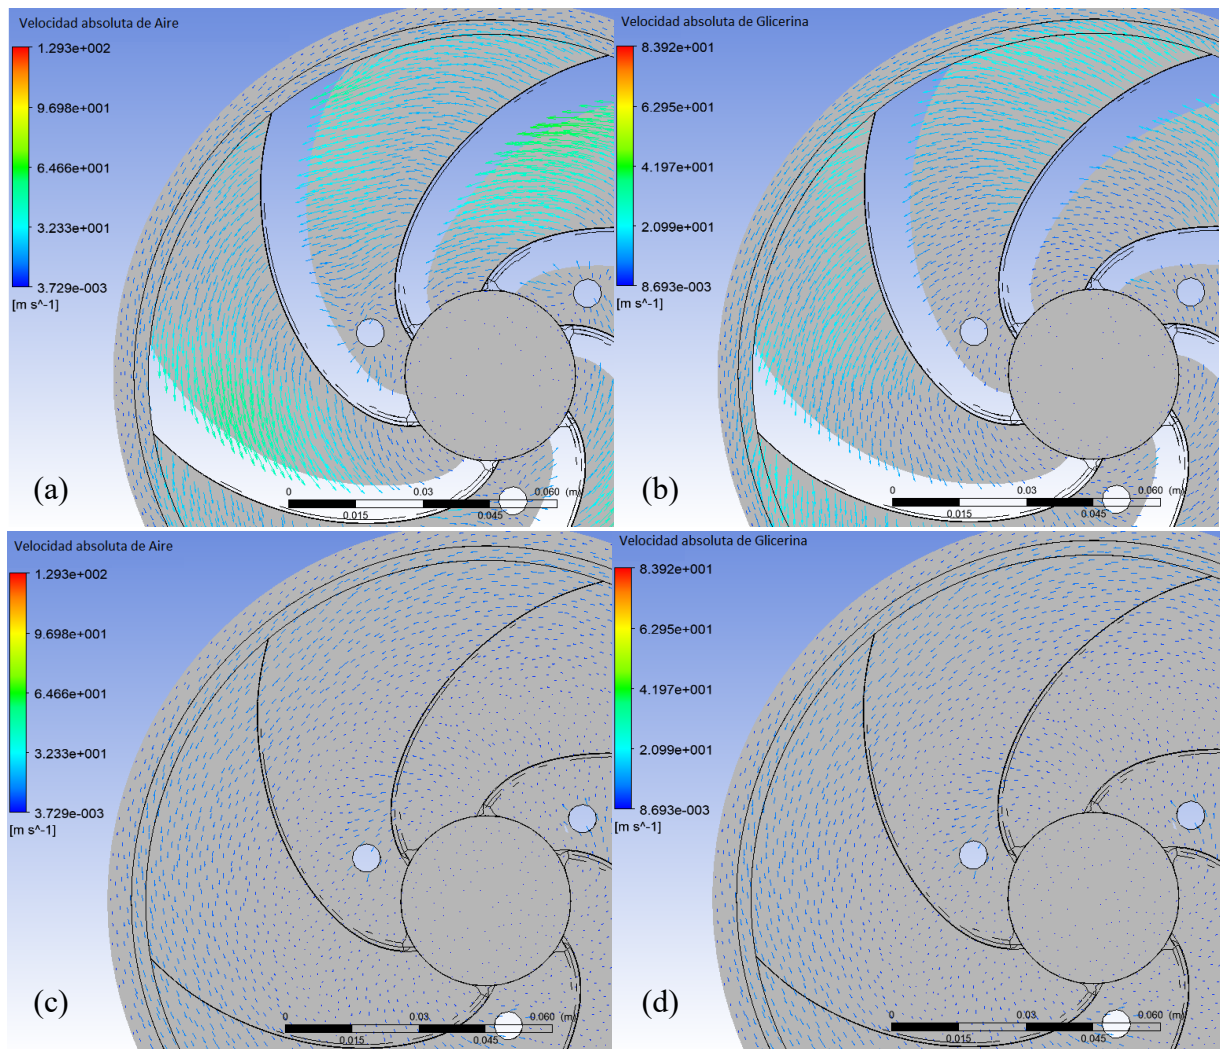 Velocidad absoluta de Aire
1.293e+002
9.698e+001
6.466e+001
3.233e+001
3.729e-003
[m s^-1]
(a)
0 0.03 0.060 (m)
0.015 0.045
Velocidad absoluta de Glicerina
8.392e+001
6.295e+001
4.197e+001
2.099e+001
8.693e-003
[m s^-1]
(b)
0 0.03 0.060 (m)
0.015 0.045
Velocidad absoluta de Aire
1.293e+002
9.698e+001
6.466e+001
3.233e+001
3.729e-003
[m s^-1]
(c)
0 0.03 0.060 (m)
0.015 0.045
Velocidad absoluta de Glicerina
8.392e+001
6.295e+001
4.197e+001
2.099e+001
8.693e-003
[m s^-1]
(d)
0 0.03 0.060 (m)
0.015 0.045